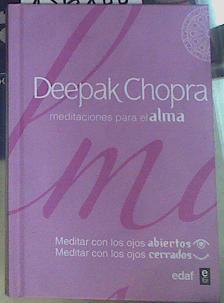 Deepak Chopra
meditaciones para el alma
Meditar con los ojos abiertos
Meditar con los ojos cerrados
edaf